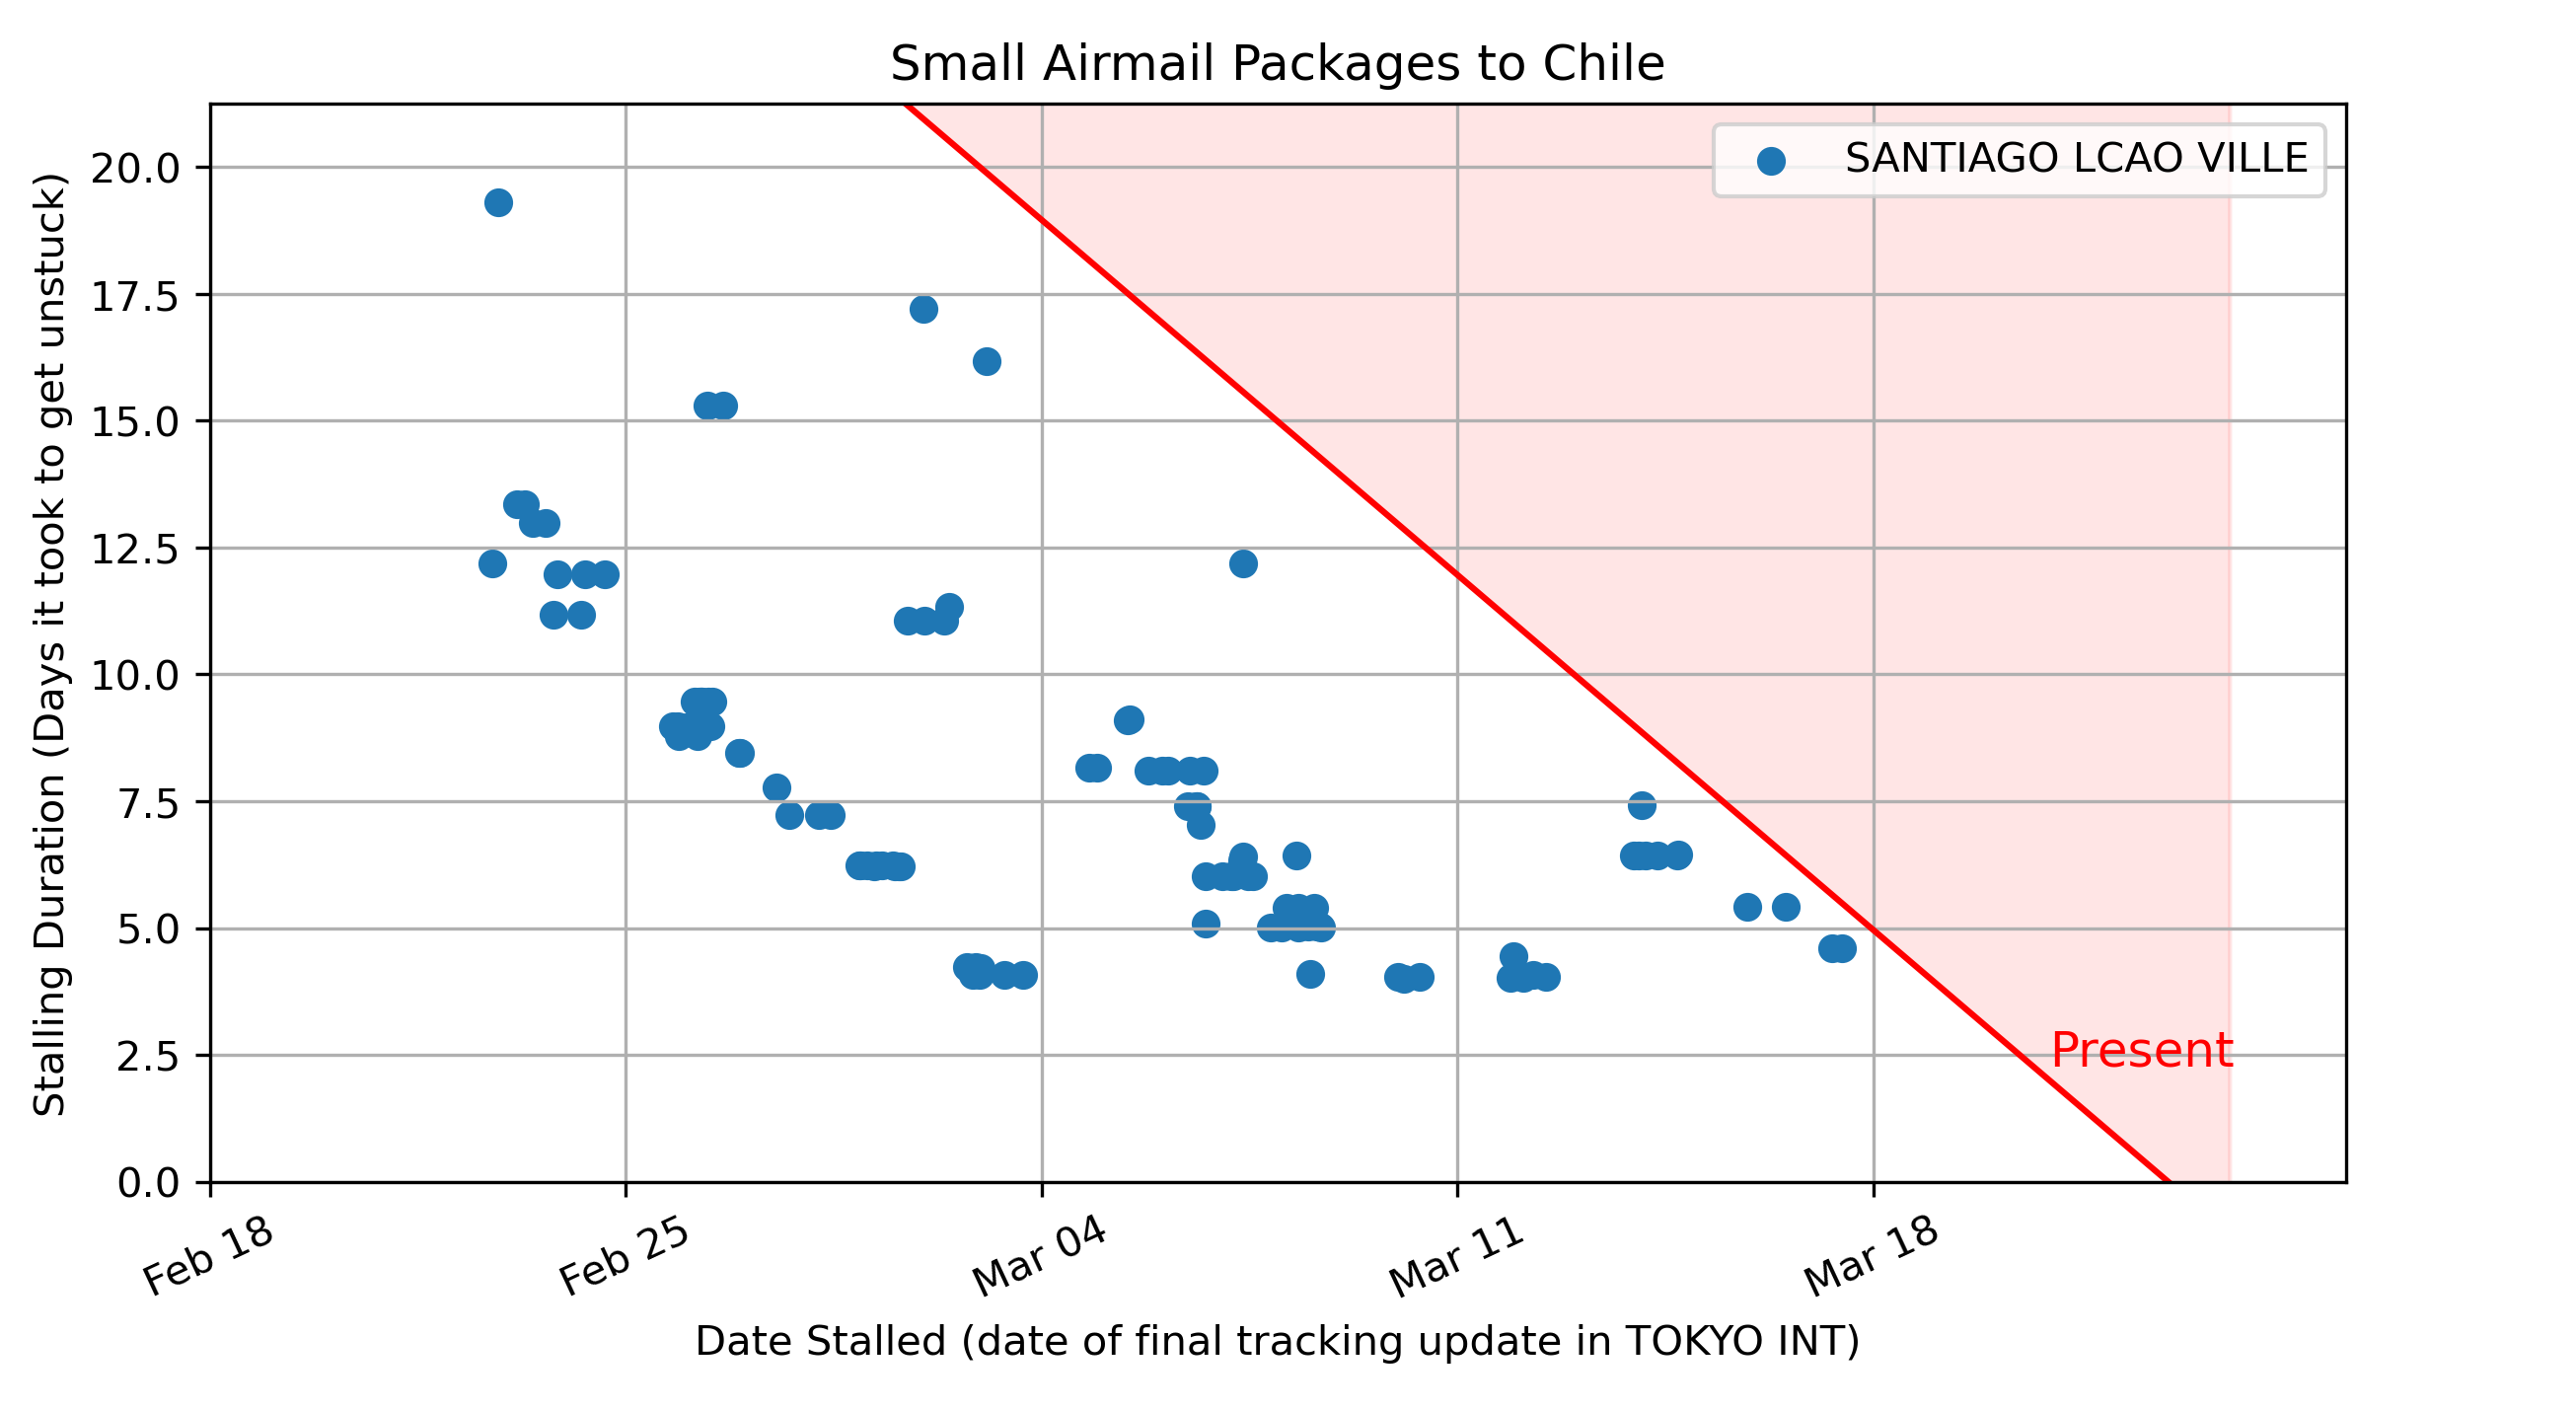 Small Airmail Packages to Chile
SANTIAGO LCAO VILLE
Stalling Duration (Days it took to get unstuck)
20.0
17.5
15.0
12.5
10.0
7.5
5.0
2.5
0.0
Present
Feb 18
Feb 25
Mar 04
Mar 11
Mar 18
Date Stalled (date of final tracking update in TOKYO INT)